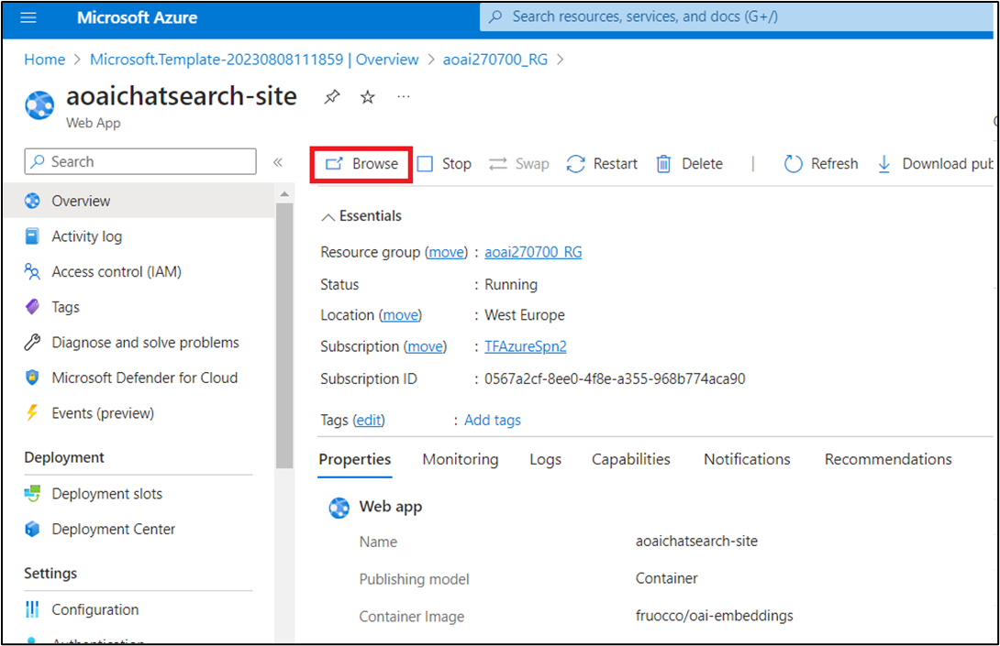 Microsoft Azure
Search resources, services, and docs (G+/)
Home > Microsoft.Template-20230808111859 | Overview > aoai270700_RG >
aoaichatsearch-site
Web App
Search
Browse Stop Swap Restart Delete | Refresh Download pub
Overview
Activity log
Access control (IAM)
Tags
Diagnose and solve problems
Microsoft Defender for Cloud
Events (preview)
Deployment
Deployment slots
Deployment Center
Settings
Configuration
Authentication
Essentials
Resource group (move) : aoai270700_RG
Status : Running
Location (move) : West Europe
Subscription (move) : TFAzureSpn2
Subscription ID : 0567a2cf-8ee0-4f8e-a355-968b774aca90
Tags (edit) : Add tags
Properties Monitoring Logs Capabilities Notifications Recommendations
Web app
Name aoaichatsearch-site
Publishing model Container
Container Image fruocco/oai-embeddings